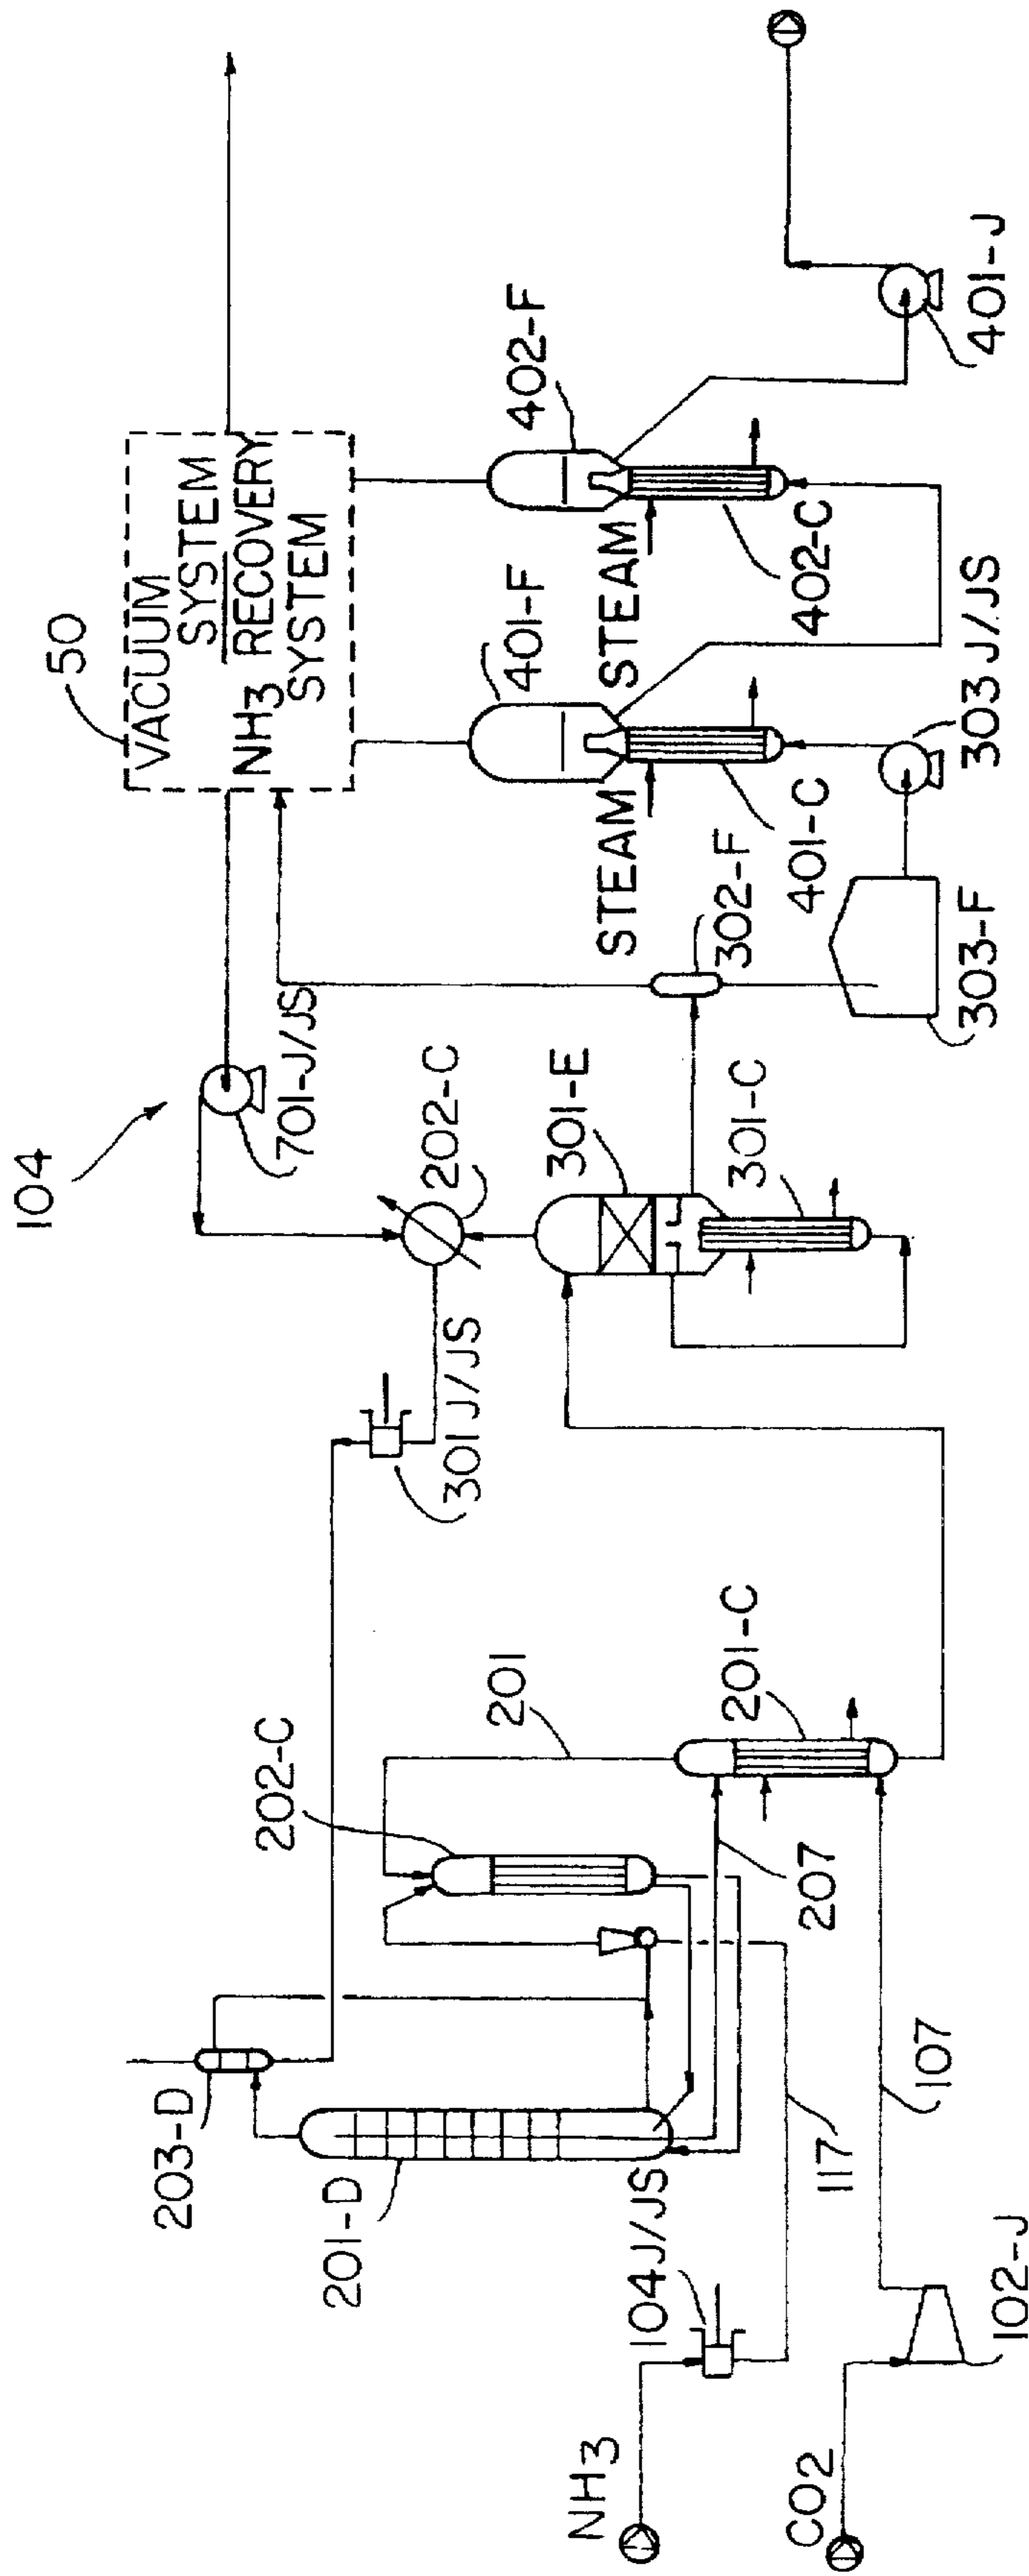 104
50
VACUUM
SYSTEM
NH3 RECOVERY
SYSTEM
701-J/JS
202-C
301-E
301-C
302-F
303-F
303 J/JS
401-F
401-C
STEAM
402-F
STEAM
402-C
401-J
301 J/JS
203-D
202-C
201
201-C
207
201-D
104 J/JS
117
107
NH3
CO2
102-J